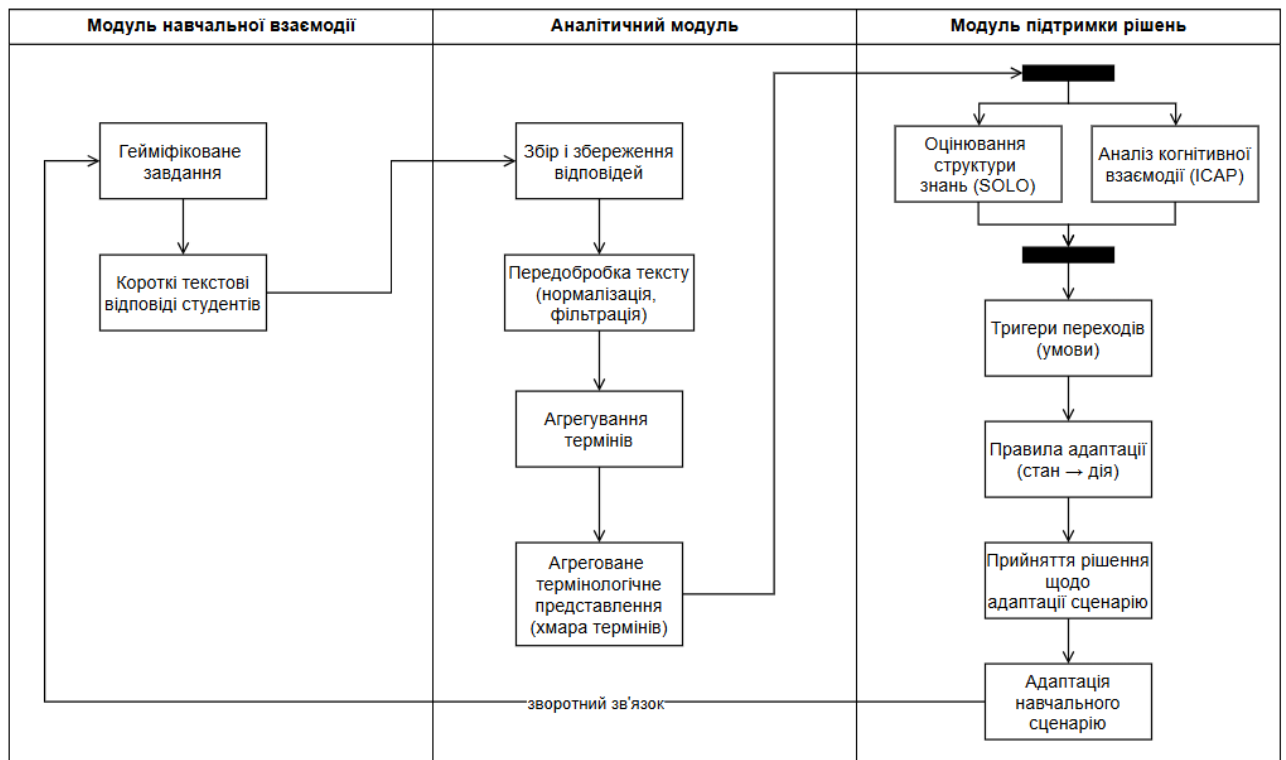 Модуль навчальної взаємодії
Аналітичний модуль
Модуль підтримки рішень
Гейміфіковане
завдання
Короткі текстові
відповіді студентів
Збір і збереження
відповідей
Передобробка тексту
(нормалізація,
фільтрація)
Агрегування
термінів
Агреговане
термінологічне
представлення
(хмара термінів)
Оцінювання
структури
знань (SOLO)
Аналіз когнітивної
взаємодії (ICAP)
Тригери переходів
(умови)
Правила адаптації
(стан → дія)
Прийняття рішення
щодо
адаптації сценарію
Адаптація
навчального
сценарію
зворотний зв'язок